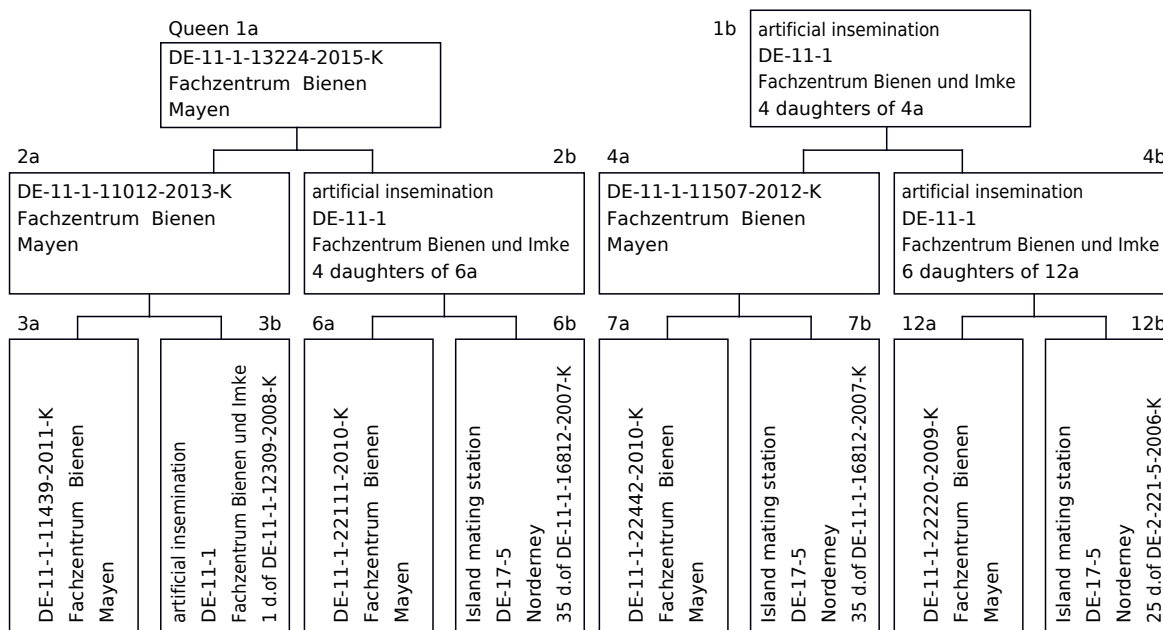 Queen 1a
DE-11-1-13224-2015-K
Fachzentrum Bienen
Mayen
1b
artificial insemination
DE-11-1
Fachzentrum Bienen und Imke
4 daughters of 4a
2a
DE-11-1-11012-2013-K
Fachzentrum Bienen
Mayen
2b
artificial insemination
DE-11-1
Fachzentrum Bienen und Imke
4 daughters of 6a
4a
DE-11-1-11507-2012-K
Fachzentrum Bienen
Mayen
4b
artificial insemination
DE-11-1
Fachzentrum Bienen und Imke
6 daughters of 12a
3a
DE-11-1-11439-2011-K
Fachzentrum Bienen
Mayen
3b
artificial insemination
DE-11-1
Fachzentrum Bienen und Imke
1 d.of DE-11-1-12309-2008-K
6a
DE-11-1-22111-2010-K
Fachzentrum Bienen
Mayen
6b
Island mating station
DE-17-5
Norderney
35 d.of DE-11-1-16812-2007-K
7a
DE-11-1-22442-2010-K
Fachzentrum Bienen
Mayen
7b
Island mating station
DE-17-5
Norderney
35 d.of DE-11-1-16812-2007-K
12a
DE-11-1-22220-2009-K
Fachzentrum Bienen
Mayen
12b
Island mating station
DE-17-5
Norderney
25 d.of DE-2-221-5-2006-K